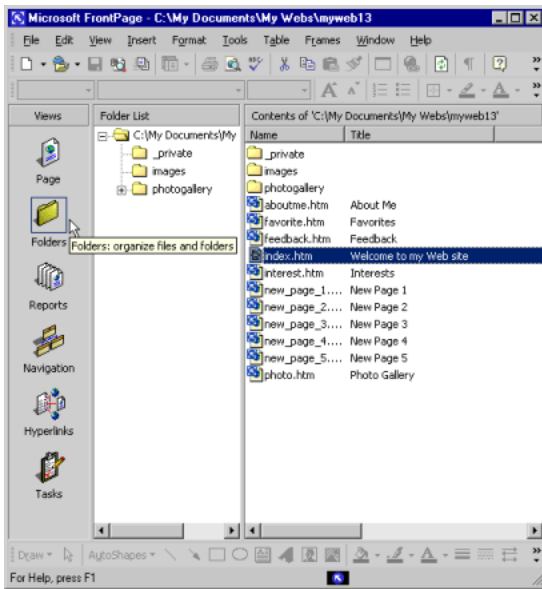 Microsoft FrontPage - C:\My Documents\My Webs\myweb13
File Edit View Insert Format Tools Table Frames Window Help
Views
Folder List
Contents of 'C:\My Documents\My Webs\myweb13'
Name Title
C:\My Documents\My
_private
images
photogallery
_private
images
photogallery
aboutme.htm About Me
favorite.htm Favorites
feedback.htm Feedback
index.htm Welcome to my Web site
interest.htm Interests
new_page_1.... New Page 1
new_page_2.... New Page 2
new_page_3.... New Page 3
new_page_4.... New Page 4
new_page_5.... New Page 5
photo.htm Photo Gallery
Page
Folders
Folders: organize files and folders
Reports
Navigation
Hyperlinks
Tasks
Draw AutoShapes
For Help, press F1